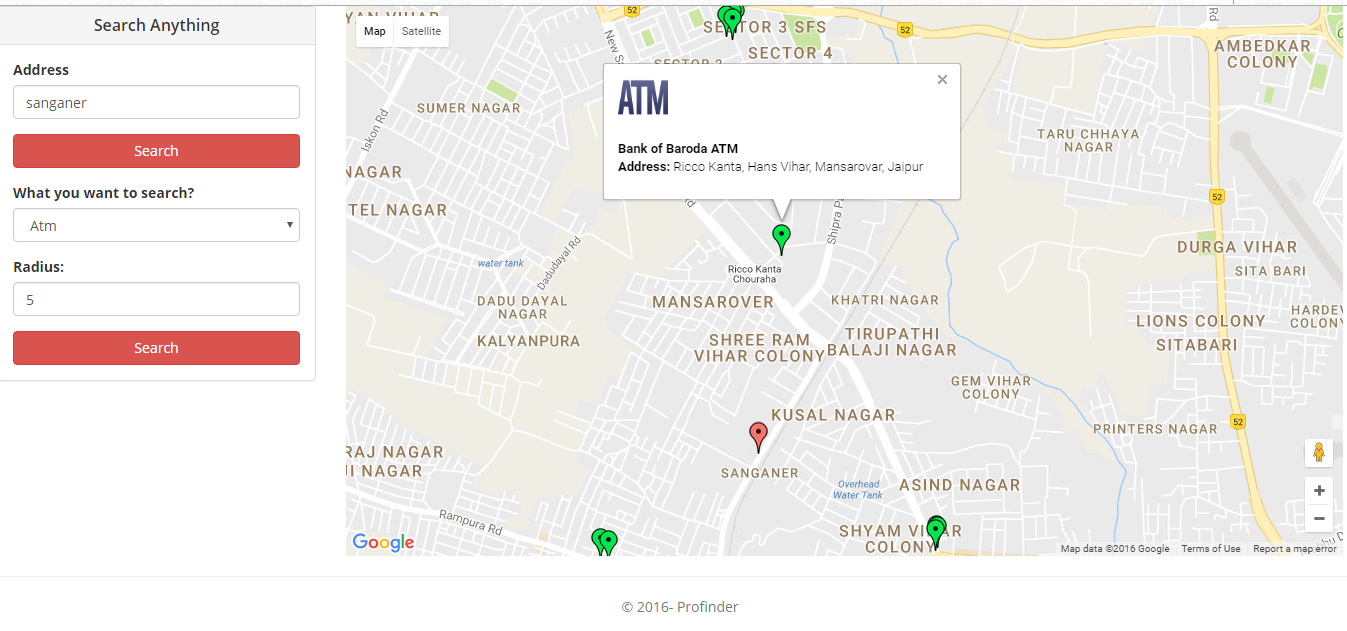 Search Anything
Address
sanganer
Search
What you want to search?
Atm
Radius:
5
Search
Map
Satellite
YAN VIHAR
52
SECTOR 3 SFS
SECTOR 4
SECTOR 2
52
Rd
AMBEDKAR
COLONY
Iskon Rd
SUMER NAGAR
ATM
Bank of Baroda ATM
Address: Ricco Kanta, Hans Vihar, Mansarovar, Jaipur
TARU CHHAYA
NAGAR
NAGAR
TEL NAGAR
52
water tank
Dadudayal Rd
Ricco Kanta
Chouraha
DURGA VIHAR
SITA BARI
DADU DAYAL
NAGAR
MANSAROVER
KHATRI NAGAR
KALYANPURA
SHREE RAM
VIHAR COLONY
TIRUPATHI
BALAJI NAGAR
LIONS COLONY
SITABARI
HARDEV
COLONY
GEM VIHAR
COLONY
KUSAL NAGAR
PRINTERS NAGAR
52
RAJ NAGAR
JI NAGAR
SANGANER
Overhead
Water Tank
ASIND NAGAR
Rampura Rd
SHYAM VIHAR
COLONY
Google
Map data ©2016 Google
Terms of Use
Report a map error
© 2016- Profinder